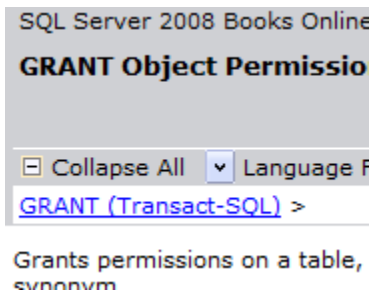 SQL Server 2008 Books Online
GRANT Object Permissio
Collapse All Language F
GRANT (Transact-SQL) >
Grants permissions on a table,
synonym